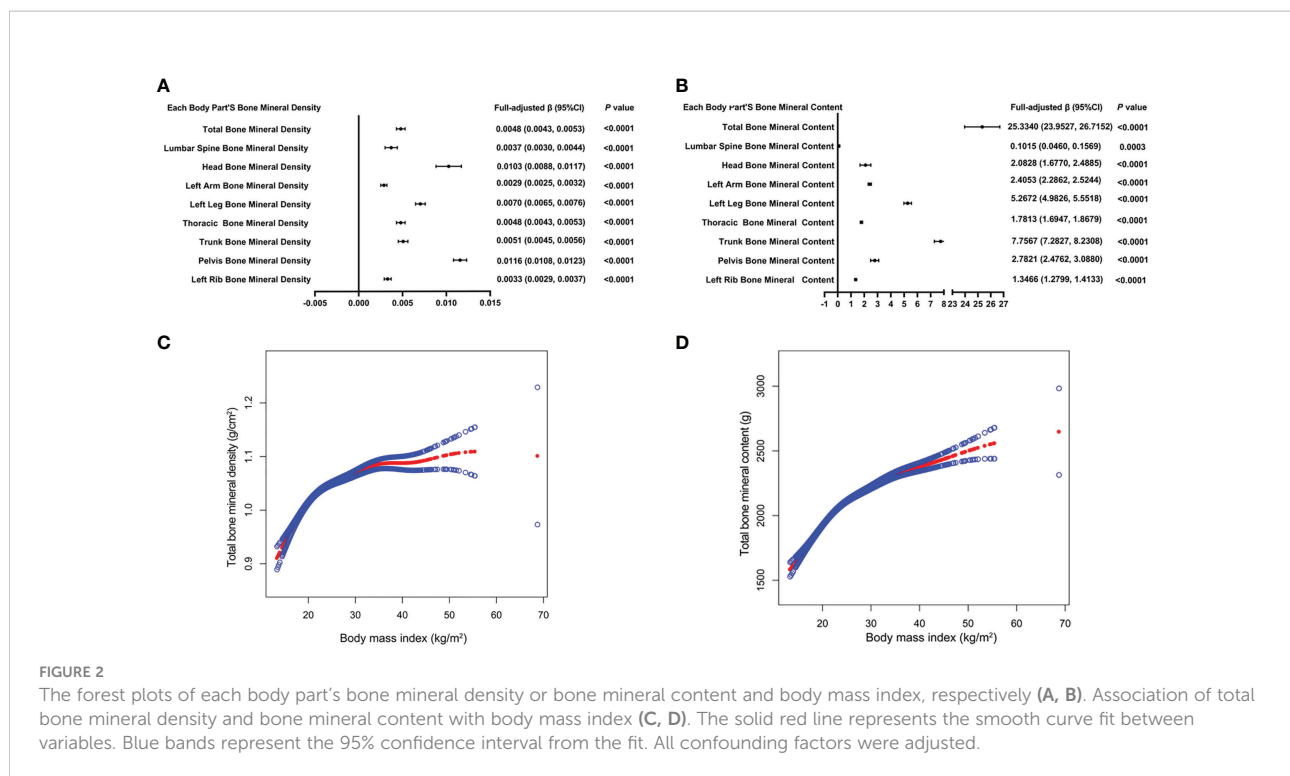 A
Each Body Part'S Bone Mineral Density Full-adjusted β (95%CI) P value
Total Bone Mineral Density 0.0048 (0.0043, 0.0053) <0.0001
Lumbar Spine Bone Mineral Density 0.0037 (0.0030, 0.0044) <0.0001
Head Bone Mineral Density 0.0103 (0.0088, 0.0117) <0.0001
Left Arm Bone Mineral Density 0.0029 (0.0025, 0.0032) <0.0001
Left Leg Bone Mineral Density 0.0070 (0.0065, 0.0076) <0.0001
Thoracic Bone Mineral Density 0.0048 (0.0043, 0.0053) <0.0001
Trunk Bone Mineral Density 0.0051 (0.0045, 0.0056) <0.0001
Pelvis Bone Mineral Density 0.0116 (0.0108, 0.0123) <0.0001
Left Rib Bone Mineral Density 0.0033 (0.0029, 0.0037) <0.0001
-0.005 0.000 0.005 0.010 0.015
B
Each Body Part'S Bone Mineral Content Full-adjusted β (95%CI) P value
Total Bone Mineral Content 25.3340 (23.9527, 26.7152) <0.0001
Lumbar Spine Bone Mineral Content 0.1015 (0.0460, 0.1569) 0.0003
Head Bone Mineral Content 2.0828 (1.6770, 2.4885) <0.0001
Left Arm Bone Mineral Content 2.4053 (2.2862, 2.5244) <0.0001
Left Leg Bone Mineral Content 5.2672 (4.9826, 5.5518) <0.0001
Thoracic Bone Mineral Content 1.7813 (1.6947, 1.8679) <0.0001
Trunk Bone Mineral Content 7.7567 (7.2827, 8.2308) <0.0001
Pelvis Bone Mineral Content 2.7821 (2.4762, 3.0880) <0.0001
Left Rib Bone Mineral Content 1.3466 (1.2799, 1.4133) <0.0001
-1 0 1 2 3 4 5 6 7 8 23 24 25 26 27
C
Total bone mineral density (g/cm²)
1.2
1.1
1.0
0.9
20 30 40 50 60 70
Body mass index (kg/m²)
D
Total bone mineral content (g)
3000
2500
2000
1500
20 30 40 50 60 70
Body mass index (kg/m²)
FIGURE 2
The forest plots of each body part's bone mineral density or bone mineral content and body mass index, respectively (A, B). Association of total
bone mineral density and bone mineral content with body mass index (C, D). The solid red line represents the smooth curve fit between
variables. Blue bands represent the 95% confidence interval from the fit. All confounding factors were adjusted.